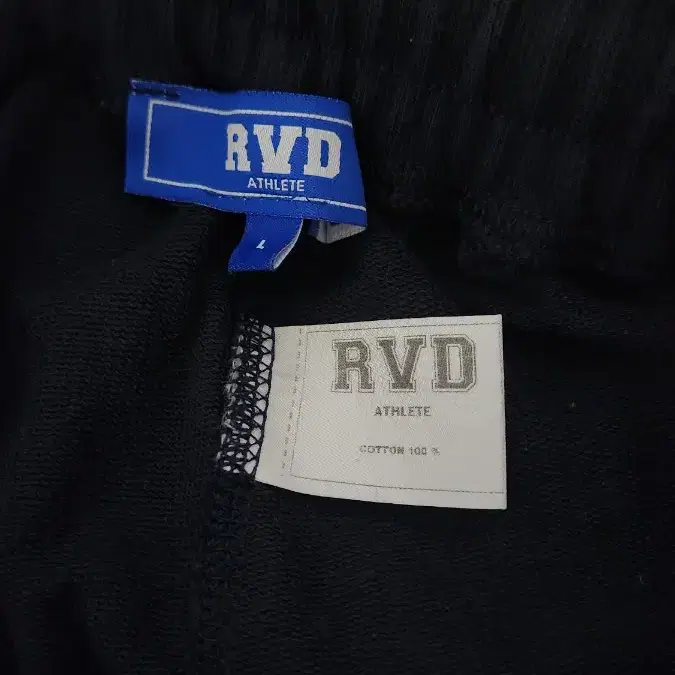 RVD
ATHLETE
L
RVD
ATHLETE
COTTON 100 %